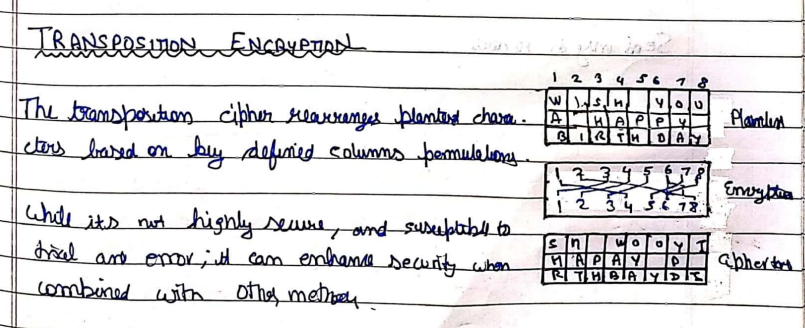 TRANSPOSITION ENCRYPTION
The transposition cipher rearranges plaintext chara-
cters based on key defined columns permutations.
While its not highly secure, and suseptable to
trial and error; it can enhance security when
combined with other methods.
1 2 3 4 5 6 7 8
W I S H Y O U
A H A P P Y
B I R T H D A Y
Plaintext
1 2 3 4 5 6 7 8
1 2 3 4 5 6 7 8
Encryption
S H W O O Y I
H A P A Y P
R T H B A Y D I
Ciphertext